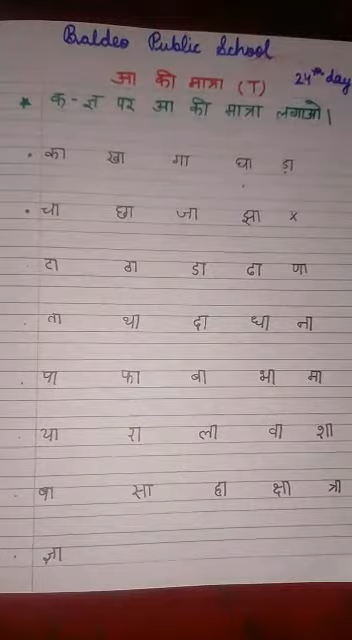 Baldeo Public School
आ की मात्रा (ा) 24th day
* क - ज्ञ पर आ की मात्रा लगाओ।
का खा गा घा ड़ा
चा छा जा झा x
टा ठा डा ढा णा
ता था दा धा ना
पा फा बा भा मा
या रा ला वा शा
षा सा हा क्षा त्रा
ज्ञा